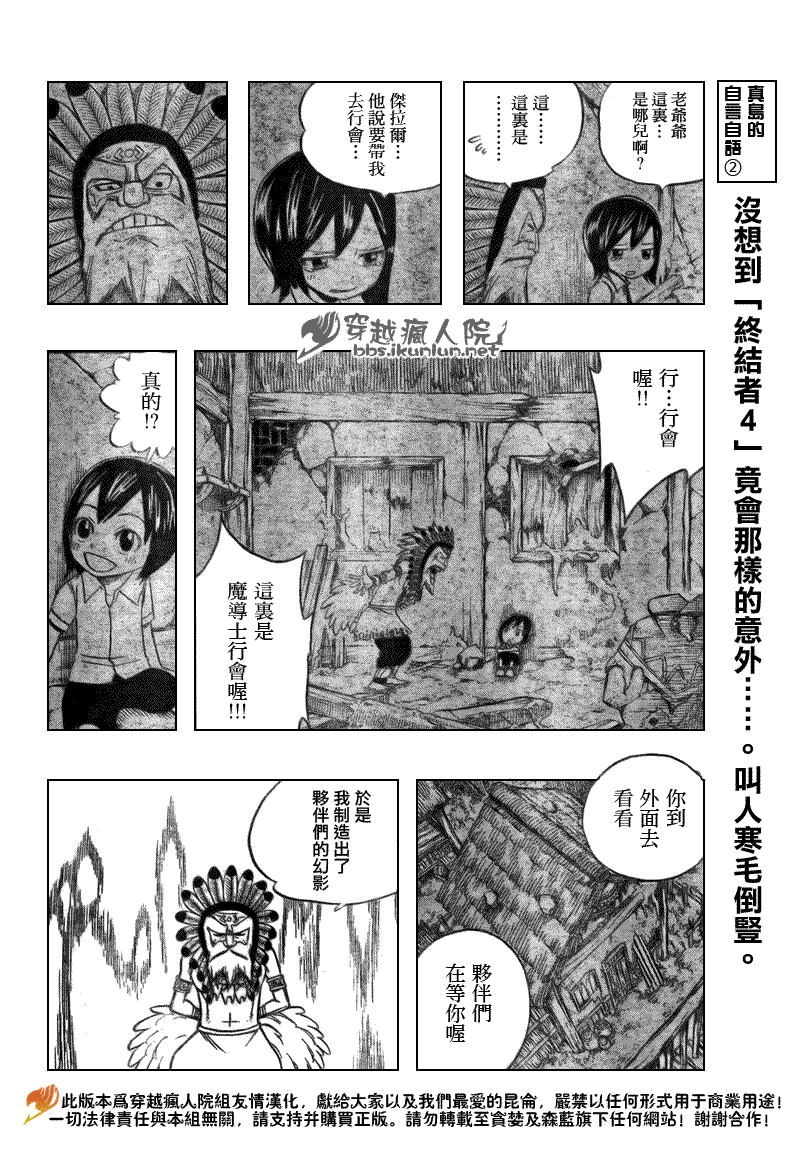 真島的
自言自語②
沒想到「終結者4」竟會那樣的意外……。叫人寒毛倒豎。
老爺爺
這裏…
是哪兒啊?
這……
這裏是
…………
傑拉爾…
他說要帶我
去行會…
穿越瘋人院
bbs.ikunlun.net
行…行會
喔!!
這裏是
魔導士行會喔!!!
真的!?
你到
外面去
看看
夥伴們
在等你喔
於是
我制造出了
夥伴們的幻影
此版本爲穿越瘋人院組友情漢化，獻給大家以及我們最愛的昆侖，嚴禁以任何形式用于商業用途!
一切法律責任與本組無關，請支持并購買正版。請勿轉載至貪婪及森藍旗下任何網站! 謝謝合作!